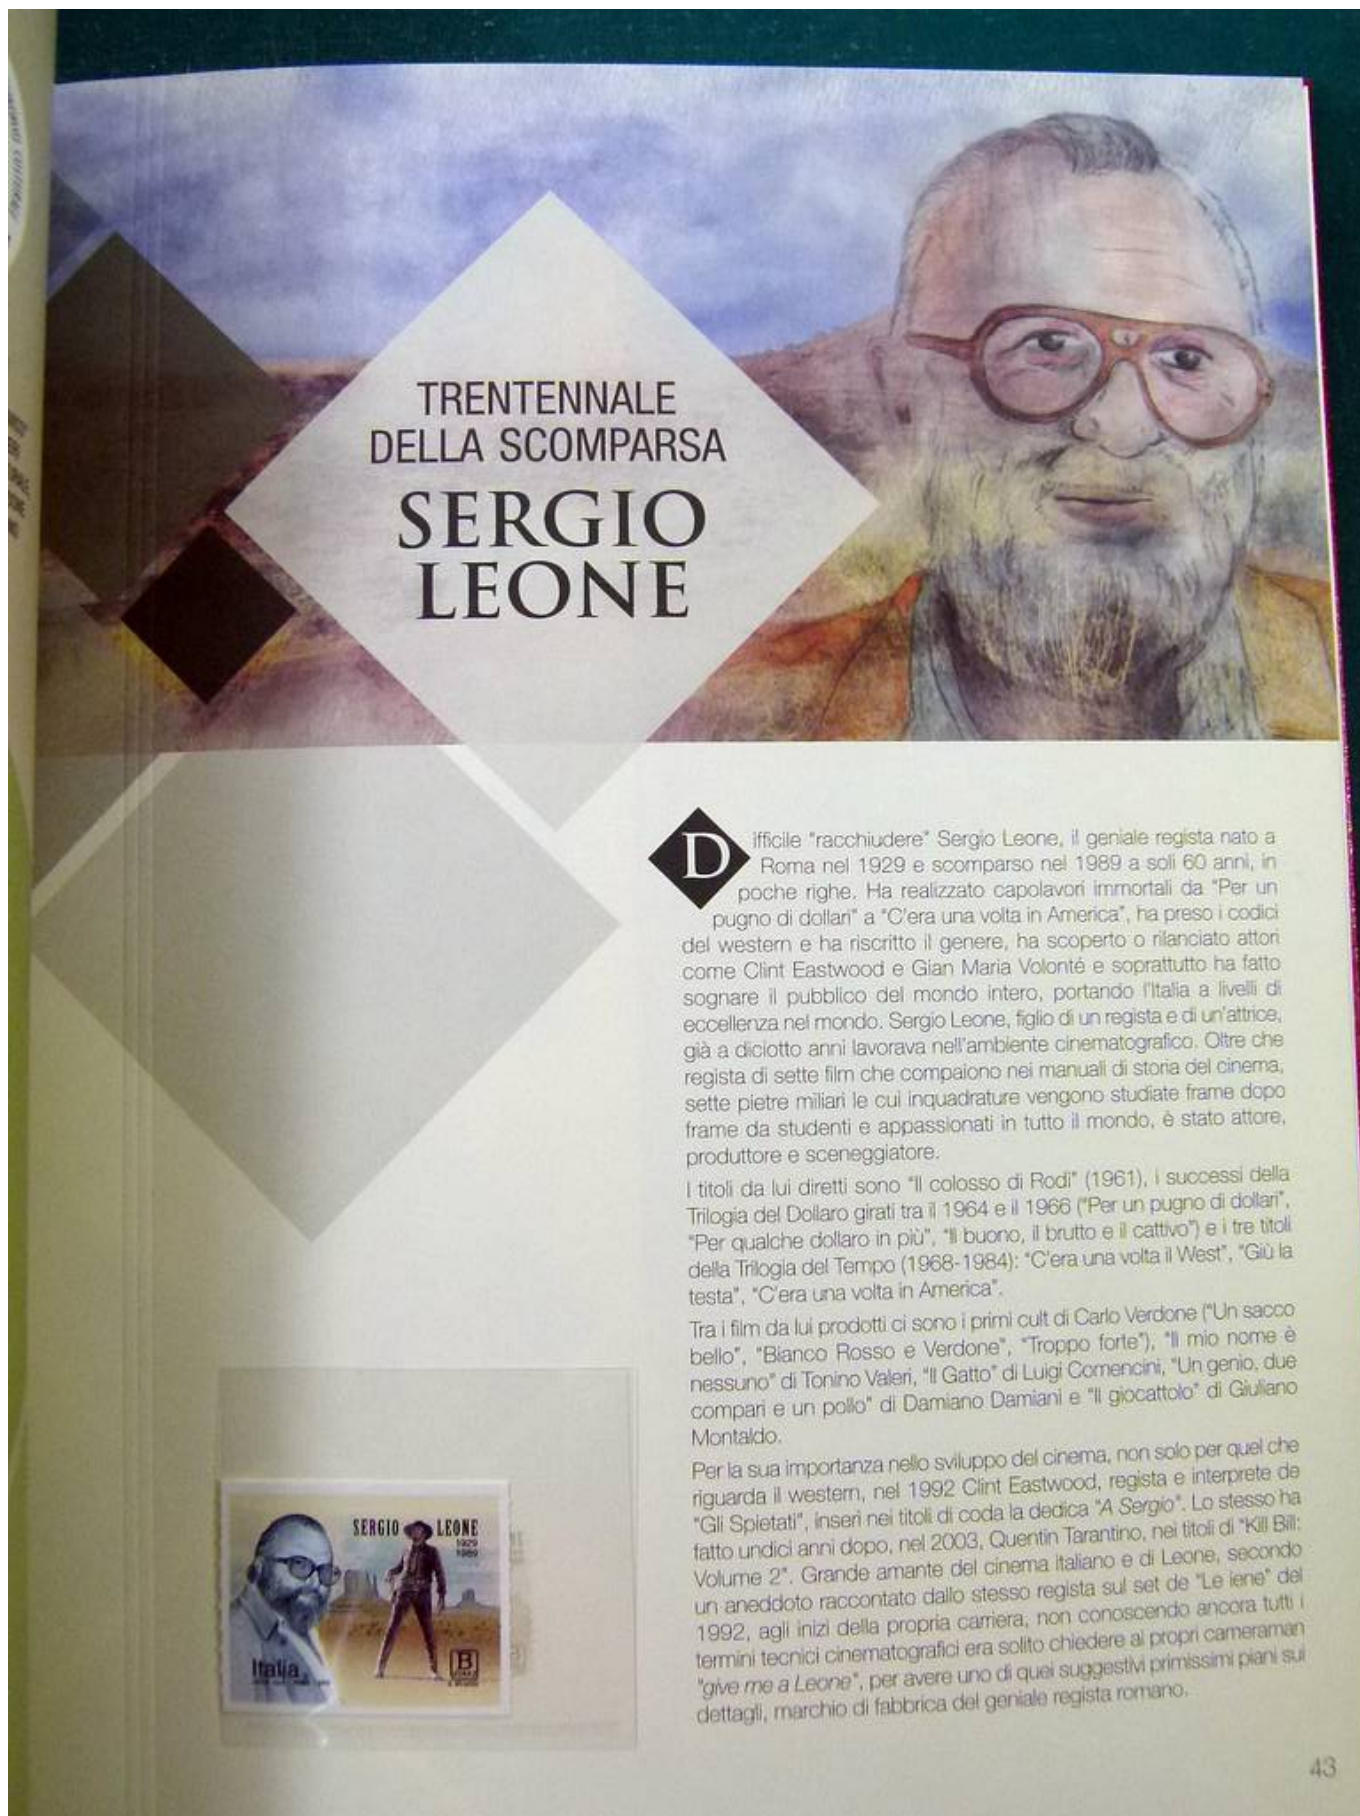 TRENTENNALE
DELLA SCOMPARSA
SERGIO
LEONE
Difficile "racchiudere" Sergio Leone, il geniale regista nato a
Roma nel 1929 e scomparso nel 1989 a soli 60 anni, in
poche righe. Ha realizzato capolavori immortali da "Per un
pugno di dollari" a "C'era una volta in America", ha preso i codici
del western e ha riscritto il genere, ha scoperto o rilanciato attori
come Clint Eastwood e Gian Maria Volonté e soprattutto ha fatto
sognare il pubblico del mondo intero, portando l'Italia a livelli di
eccellenza nel mondo. Sergio Leone, figlio di un regista e di un'attrice,
già a diciotto anni lavorava nell'ambiente cinematografico. Oltre che
regista di sette film che compaiono nei manuali di storia del cinema,
sette pietre miliari le cui inquadrature vengono studiate frame dopo
frame da studenti e appassionati in tutto il mondo, è stato attore,
produttore e sceneggiatore.
I titoli da lui diretti sono "Il colosso di Rodi" (1961), i successi della
Trilogia del Dollaro girati tra il 1964 e il 1966 ("Per un pugno di dollari",
"Per qualche dollaro in più", "Il buono, il brutto e il cattivo") e i tre titoli
della Trilogia del Tempo (1968-1984): "C'era una volta il West", "Giù la
testa", "C'era una volta in America".
Tra i film da lui prodotti ci sono i primi cult di Carlo Verdone ("Un sacco
bello", "Bianco Rosso e Verdone", "Troppo forte"), "Il mio nome è
nessuno" di Tonino Valeri, "Il Gatto" di Luigi Comencini, "Un genio, due
compari e un pollo" di Damiano Damiani e "Il giocattolo" di Giuliano
Montaldo.
Per la sua importanza nello sviluppo del cinema, non solo per quel che
riguarda il western, nel 1992 Clint Eastwood, regista e interprete de
"Gli Spietati", inserì nei titoli di coda la dedica "A Sergio". Lo stesso ha
fatto undici anni dopo, nel 2003, Quentin Tarantino, nei titoli di "Kill Bill:
Volume 2". Grande amante del cinema italiano e di Leone, secondo
un aneddoto raccontato dallo stesso regista sul set de "Le iene" del
1992, agli inizi della propria carriera, non conoscendo ancora tutti i
termini tecnici cinematografici era solito chiedere ai propri cameraman
"give me a Leone", per avere uno di quei suggestivi primissimi piani sui
dettagli, marchio di fabbrica del geniale regista romano.
SERGIO LEONE
1929
1989
Italia
B
43